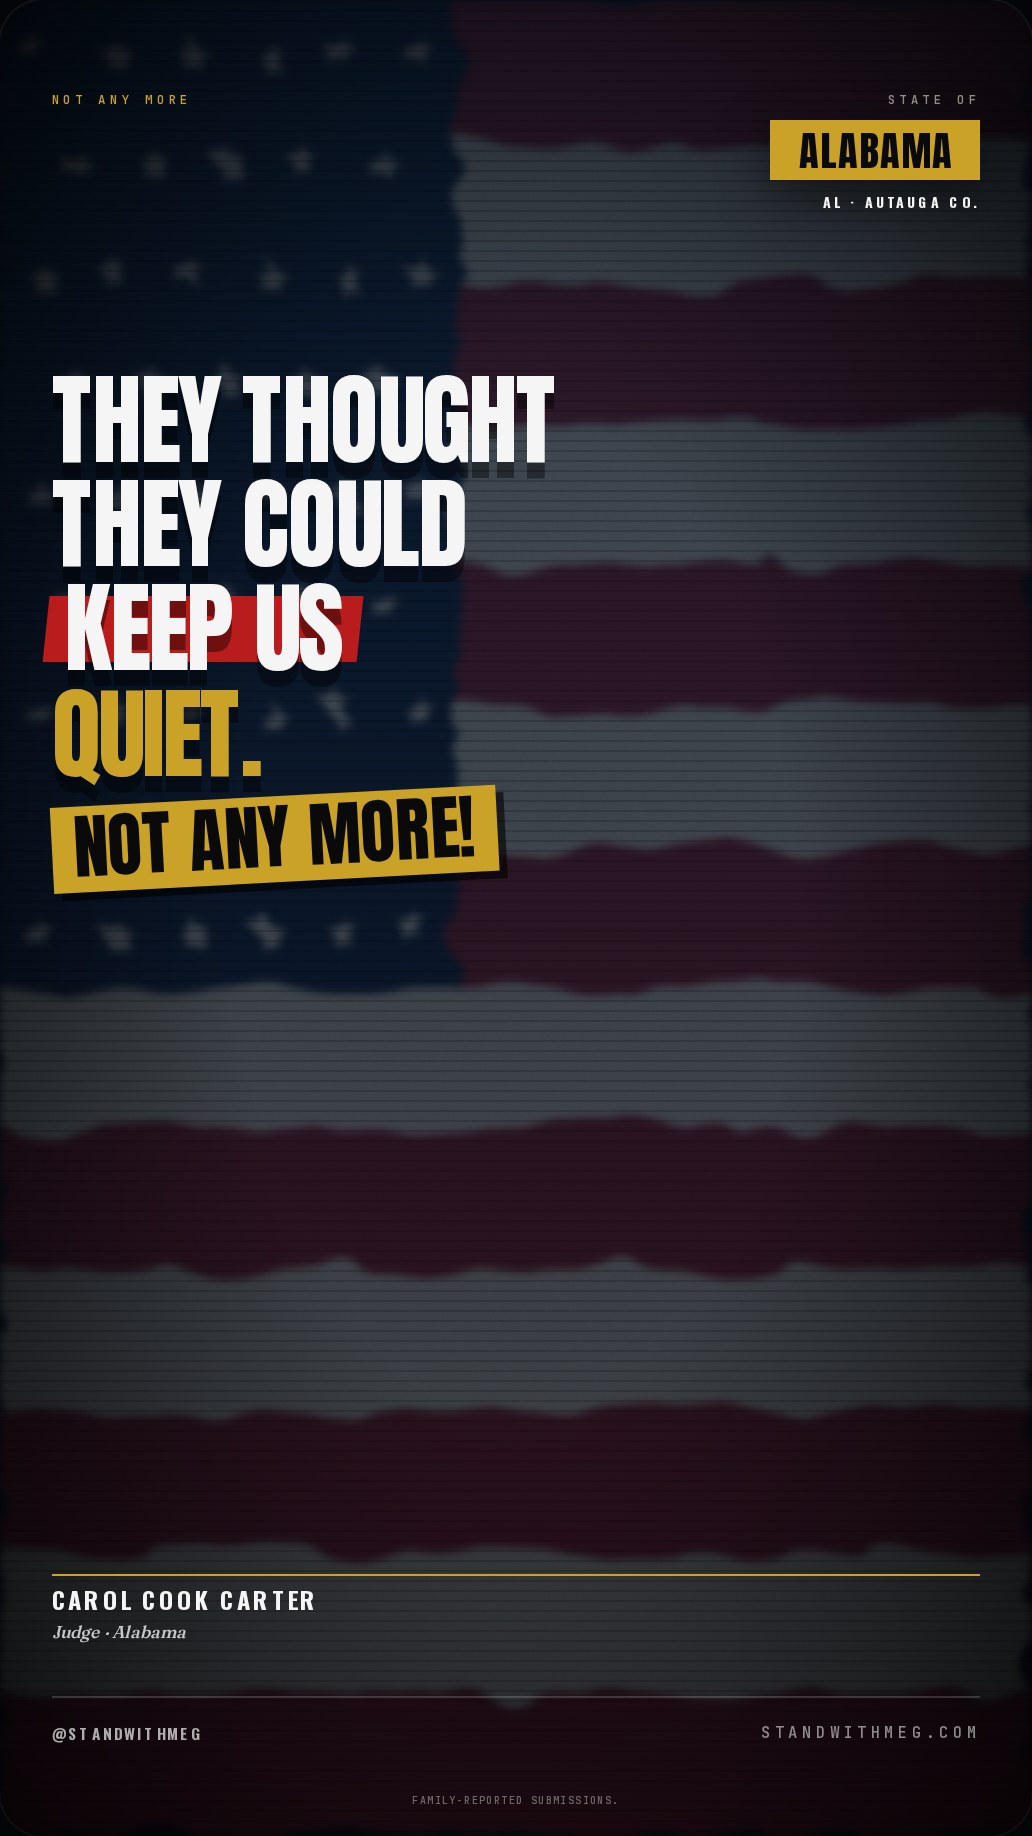 NOT ANY MORE
STATE OF
ALABAMA
AL · AUTAUGA CO.
THEY THOUGHT
THEY COULD
KEEP US
QUIET.
NOT ANY MORE!
CAROL COOK CARTER
Judge · Alabama
@STANDWITHMEG
STANDWITHMEG.COM
FAMILY-REPORTED SUBMISSIONS.